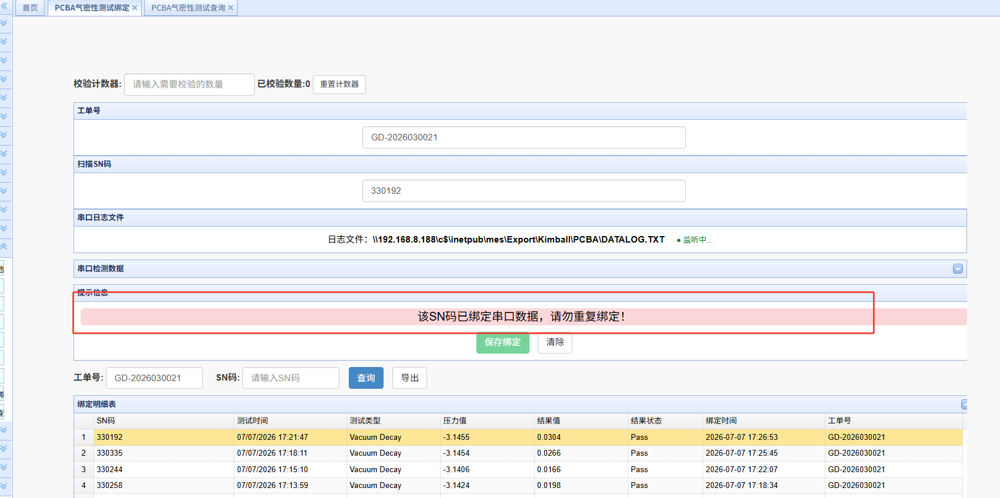 首页 PCBA气密性测试绑定 PCBA气密性测试查询
校验计数器: 请输入需要校验的数量 已校验数量:0 重置计数器
工单号
GD-2026030021
扫描SN码
330192
串口日志文件
日志文件：\\192.168.8.188\c$\inetpub\mes\Export\Kimball\PCBA\DATALOG.TXT ● 监听中...
串口检测数据
提示信息
该SN码已绑定串口数据，请勿重复绑定！
保存绑定 清除
工单号: GD-2026030021 SN码: 请输入SN码 查询 导出
绑定明细表
SN码 测试时间 测试类型 压力值 结果值 结果状态 绑定时间 工单号
1 330192 07/07/2026 17:21:47 Vacuum Decay -3.1455 0.0304 Pass 2026-07-07 17:26:53 GD-2026030021
2 330335 07/07/2026 17:18:11 Vacuum Decay -3.1454 0.0266 Pass 2026-07-07 17:25:45 GD-2026030021
3 330244 07/07/2026 17:15:10 Vacuum Decay -3.1406 0.0166 Pass 2026-07-07 17:22:07 GD-2026030021
4 330258 07/07/2026 17:13:59 Vacuum Decay -3.1424 0.0198 Pass 2026-07-07 17:18:34 GD-2026030021